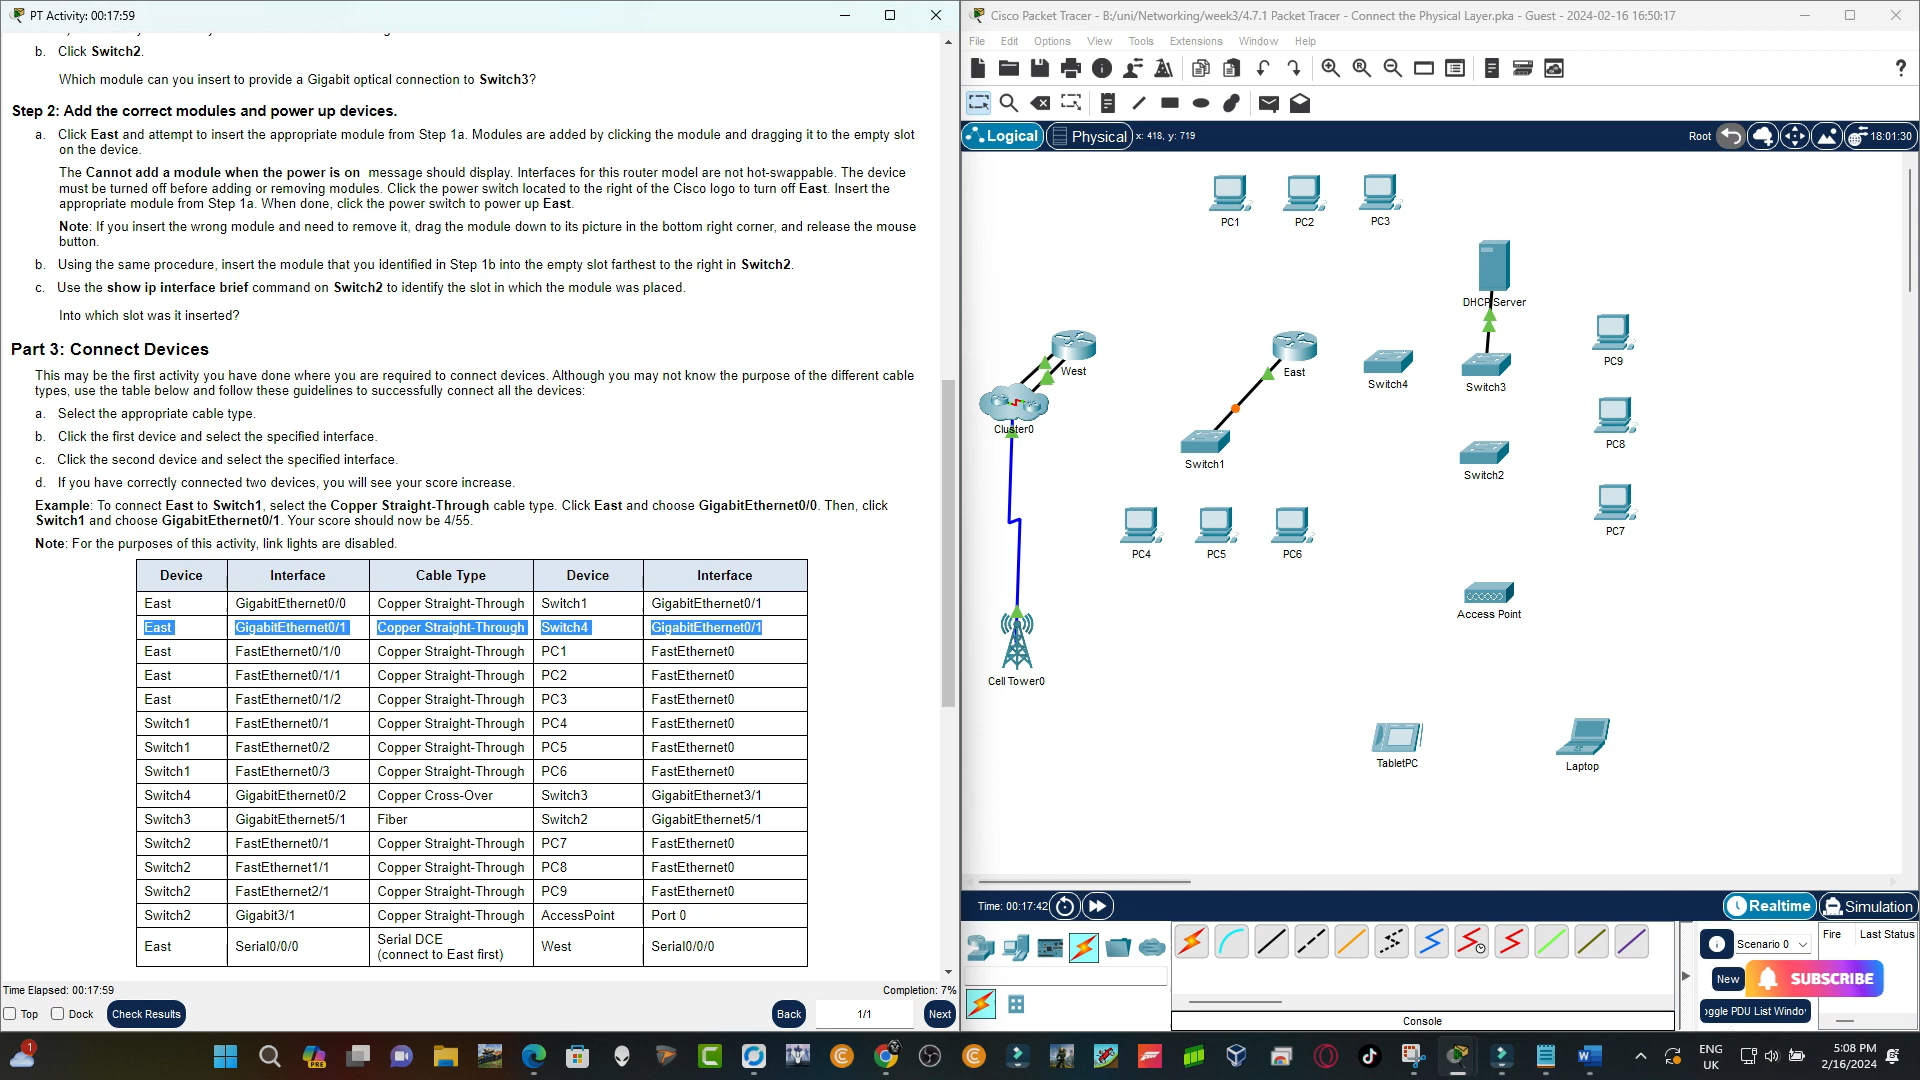 PT Activity: 00:17:59
b. Click Switch2.
Which module can you insert to provide a Gigabit optical connection to Switch3?
Step 2: Add the correct modules and power up devices.
a. Click East and attempt to insert the appropriate module from Step 1a. Modules are added by clicking the module and dragging it to the empty slot
on the device.
The Cannot add a module when the power is on message should display. Interfaces for this router model are not hot-swappable. The device
must be turned off before adding or removing modules. Click the power switch located to the right of the Cisco logo to turn off East. Insert the
appropriate module from Step 1a. When done, click the power switch to power up East.
Note: If you insert the wrong module and need to remove it, drag the module down to its picture in the bottom right corner, and release the mouse
button.
b. Using the same procedure, insert the module that you identified in Step 1b into the empty slot farthest to the right in Switch2.
c. Use the show ip interface brief command on Switch2 to identify the slot in which the module was placed.
Into which slot was it inserted?
Part 3: Connect Devices
This may be the first activity you have done where you are required to connect devices. Although you may not know the purpose of the different cable
types, use the table below and follow these guidelines to successfully connect all the devices:
a. Select the appropriate cable type.
b. Click the first device and select the specified interface.
c. Click the second device and select the specified interface.
d. If you have correctly connected two devices, you will see your score increase.
Example: To connect East to Switch1, select the Copper Straight-Through cable type. Click East and choose GigabitEthernet0/0. Then, click
Switch1 and choose GigabitEthernet0/1. Your score should now be 4/55.
Note: For the purposes of this activity, link lights are disabled.
Device Interface Cable Type Device Interface
East GigabitEthernet0/0 Copper Straight-Through Switch1 GigabitEthernet0/1
East GigabitEthernet0/1 Copper Straight-Through Switch4 GigabitEthernet0/1
East FastEthernet0/1/0 Copper Straight-Through PC1 FastEthernet0
East FastEthernet0/1/1 Copper Straight-Through PC2 FastEthernet0
East FastEthernet0/1/2 Copper Straight-Through PC3 FastEthernet0
Switch1 FastEthernet0/1 Copper Straight-Through PC4 FastEthernet0
Switch1 FastEthernet0/2 Copper Straight-Through PC5 FastEthernet0
Switch1 FastEthernet0/3 Copper Straight-Through PC6 FastEthernet0
Switch4 GigabitEthernet0/2 Copper Cross-Over Switch3 GigabitEthernet3/1
Switch3 GigabitEthernet5/1 Fiber Switch2 GigabitEthernet5/1
Switch2 FastEthernet0/1 Copper Straight-Through PC7 FastEthernet0
Switch2 FastEthernet1/1 Copper Straight-Through PC8 FastEthernet0
Switch2 FastEthernet2/1 Copper Straight-Through PC9 FastEthernet0
Switch2 Gigabit3/1 Copper Straight-Through AccessPoint Port 0
East Serial0/0/0 Serial DCE
(connect to East first) West Serial0/0/0
Time Elapsed: 00:17:59 Completion: 7%
Top Dock Check Results Back 1/1 Next
Cisco Packet Tracer - B:/uni/Networking/week3/4.7.1 Packet Tracer - Connect the Physical Layer.pka - Guest - 2024-02-16 16:50:17
File Edit Options View Tools Extensions Window Help
?
Logical Physical x: 418, y: 719 Root 18:01:30
PC1 PC2 PC3
DHCP Server
PC9
West East Switch4 Switch3
Cluster0
PC8
Switch1 Switch2
PC7
PC4 PC5 PC6
Access Point
Cell Tower0
TabletPC Laptop
Time: 00:17:42 Realtime Simulation
Scenario 0 Fire Last Status
New SUBSCRIBE
oggle PDU List Windo
Console
1
PRE
ENG
UK
5:08 PM
2/16/2024